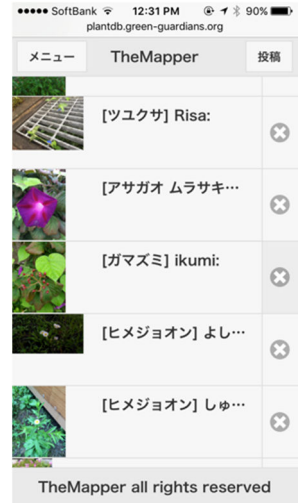 SoftBank 12:31 PM 90%
plantdb.green-guardians.org
メニュー TheMapper 投稿
[ツユクサ] Risa:
[アサガオ ムラサキ…
[ガマズミ] ikumi:
[ヒメジョオン] よし…
[ヒメジョオン] しゅ…
TheMapper all rights reserved